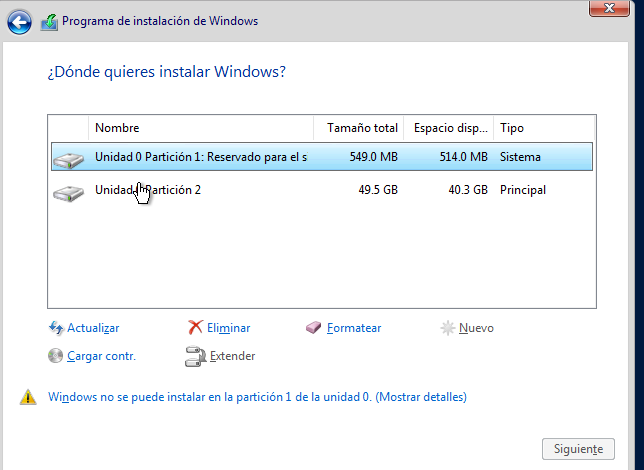 Programa de instalación de Windows
¿Dónde quieres instalar Windows?
Nombre Tamaño total Espacio disp... Tipo
Unidad 0 Partición 1: Reservado para el s 549.0 MB 514.0 MB Sistema
Unidad Partición 2 49.5 GB 40.3 GB Principal
Actualizar Eliminar Formatear Nuevo
Cargar contr. Extender
Windows no se puede instalar en la partición 1 de la unidad 0. (Mostrar detalles)
Siguiente